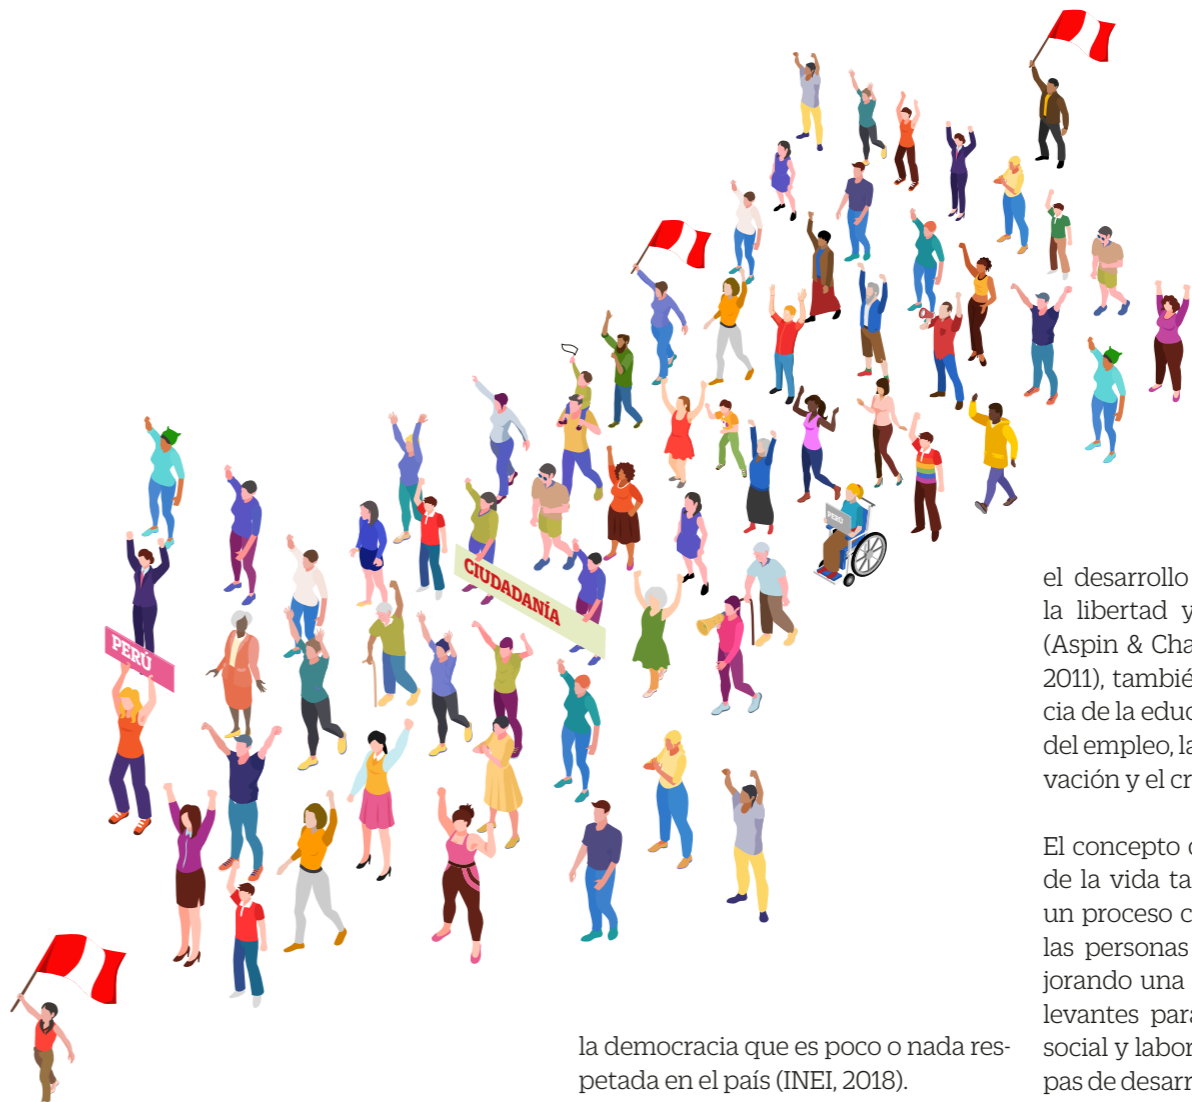 PERÚ
CIUDADANÍA
PERÚ
la democracia que es poco o nada res-
petada en el país (INEI, 2018).
el desarrollo
la libertad y
(Aspin & Cha
2011), tambié
cia de la educ
del empleo, la
vación y el cr
El concepto d
de la vida ta
un proceso c
las personas
jorando una
levantes para
social y labor
pas de desarr